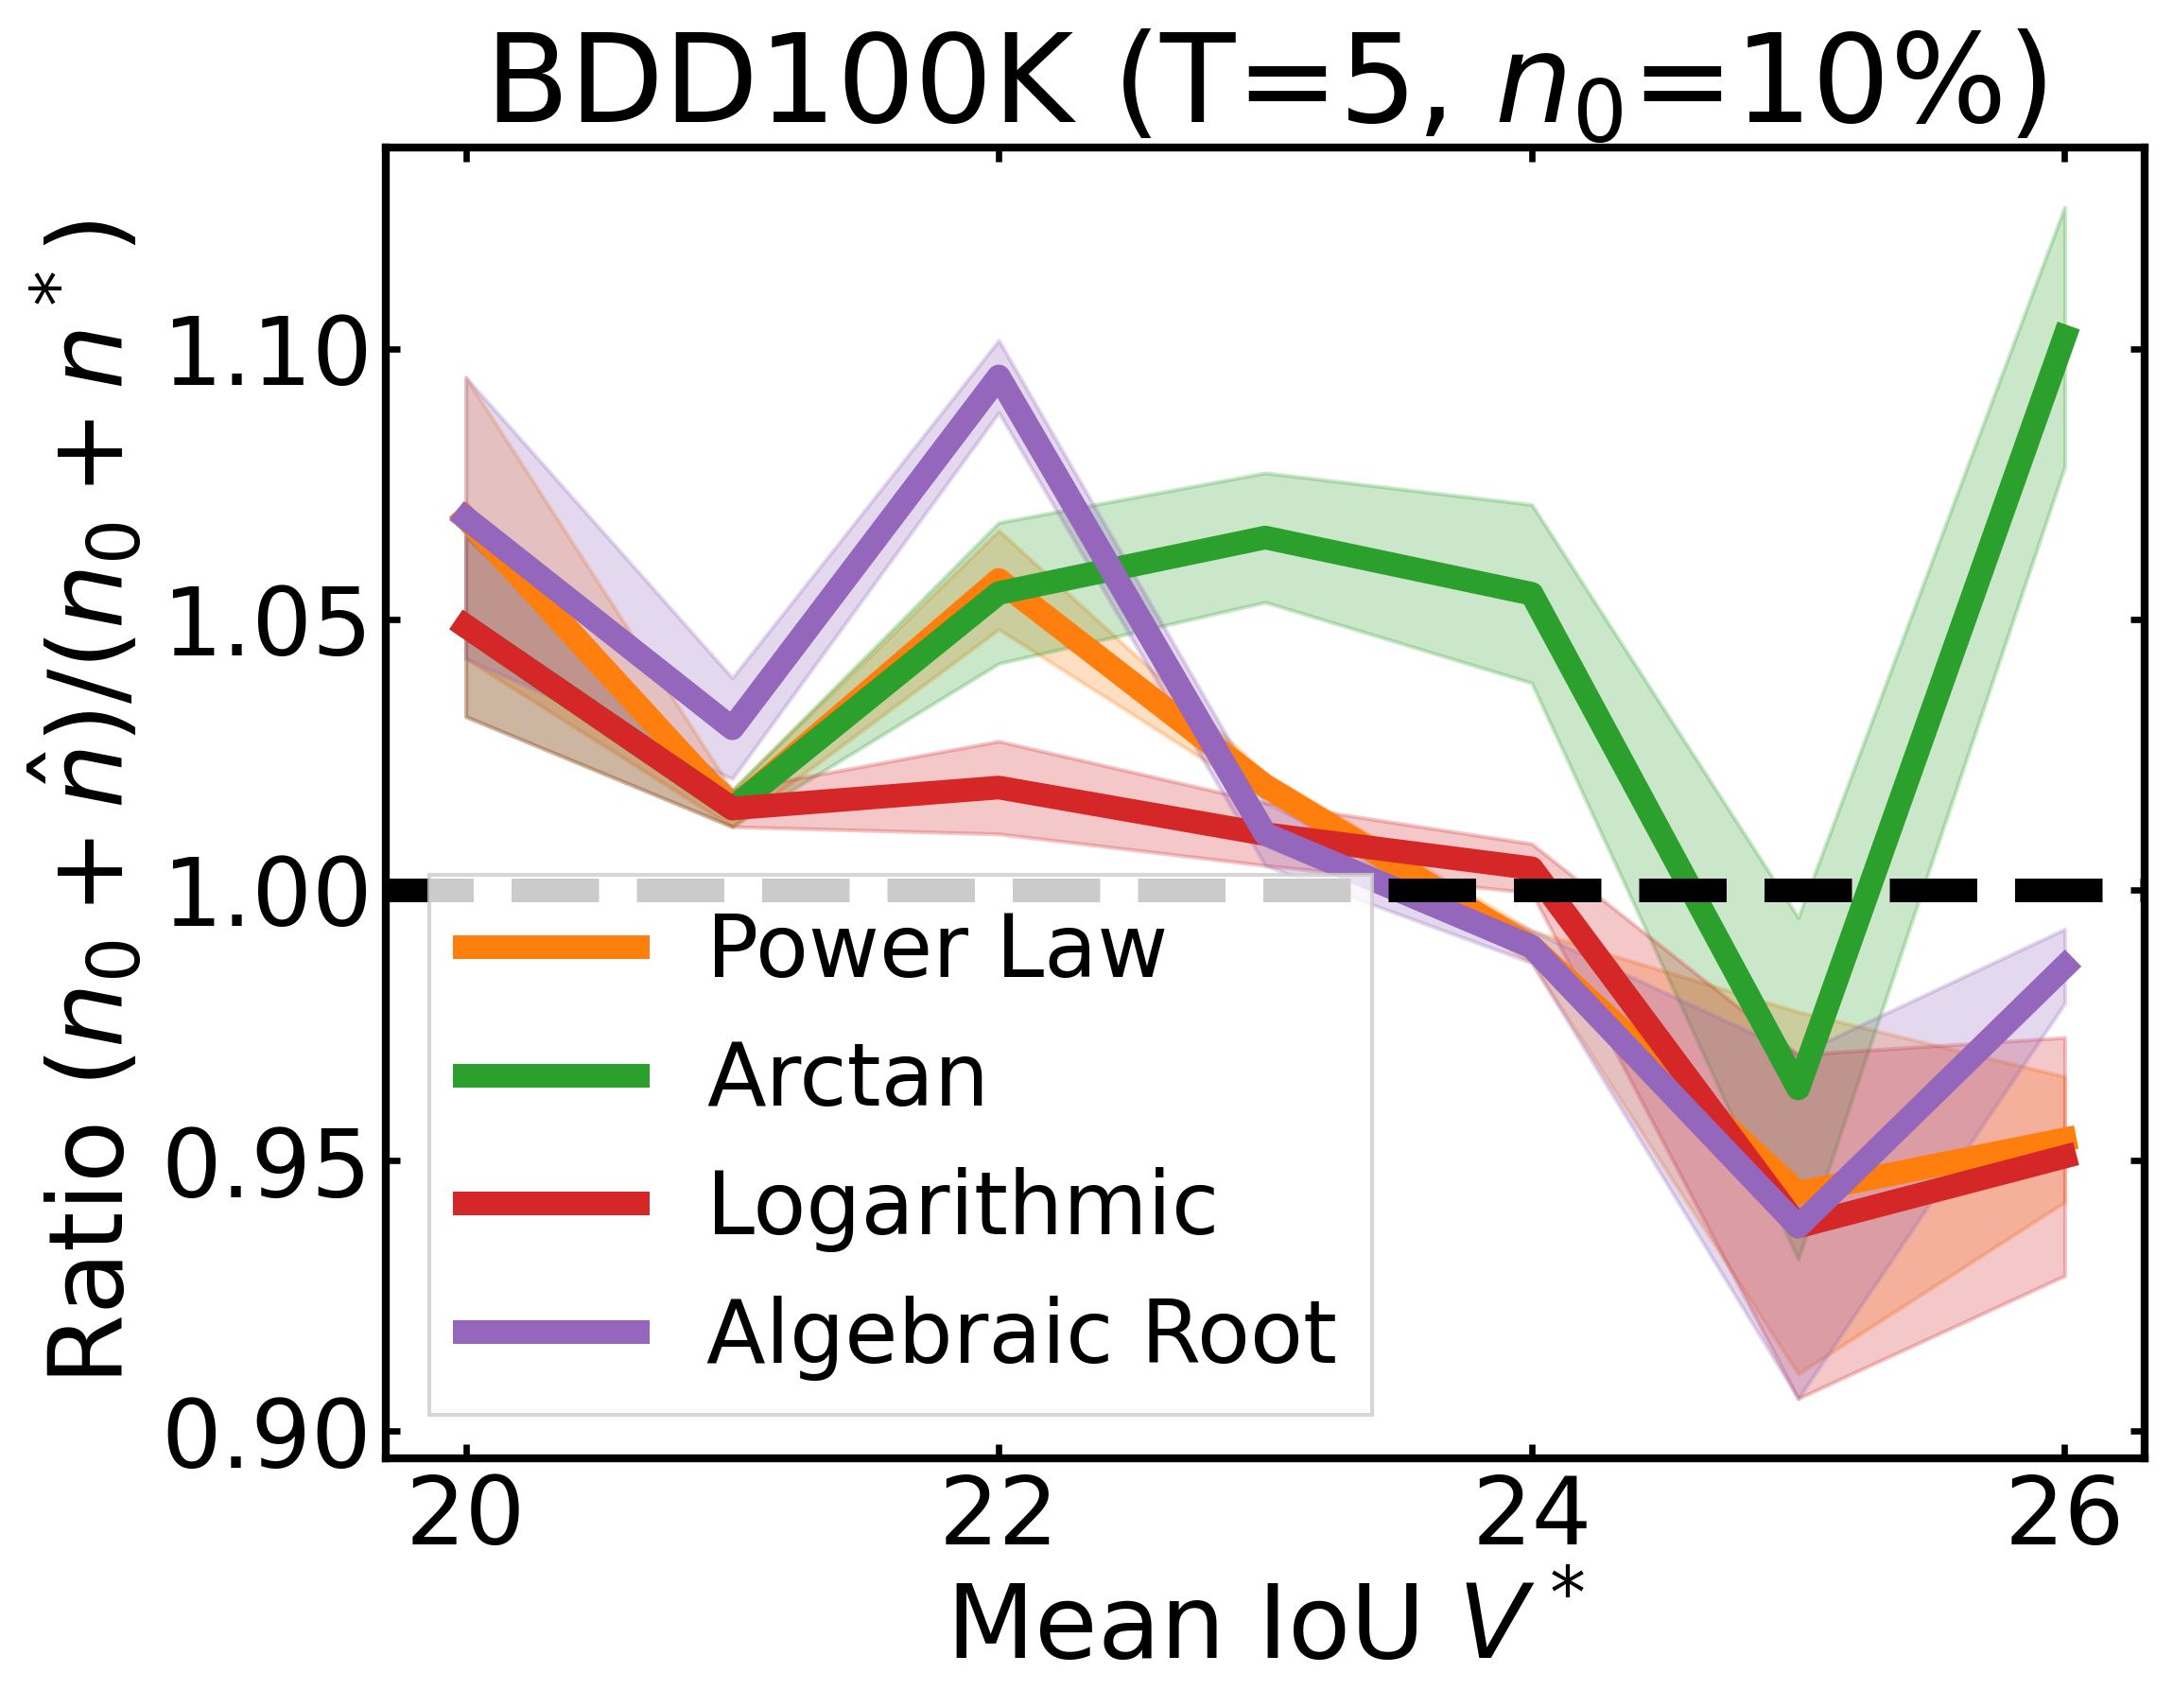 BDD100K (T=5, n₀=10%)
Ratio (n₀ + n̂)/(n₀ + n*)
1.10
1.05
1.00
0.95
0.90
Power Law
Arctan
Logarithmic
Algebraic Root
20 22 24 26
Mean IoU V*